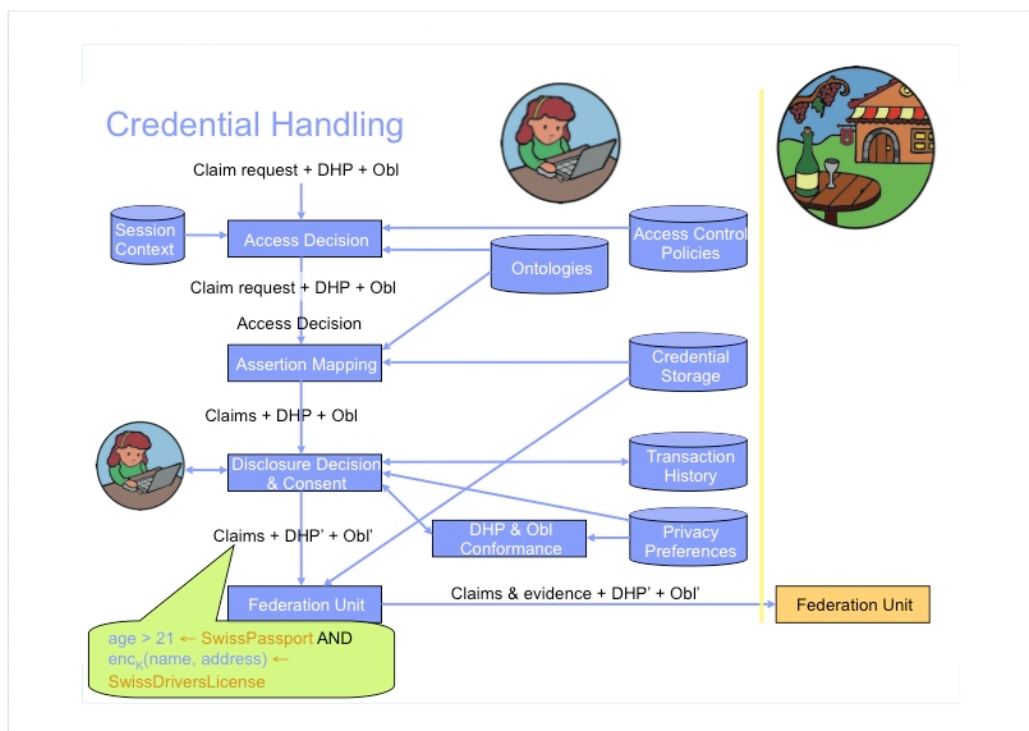 Credential Handling
Claim request + DHP + Obl
Session
Context
Access Decision
Access Control
Policies
Ontologies
Claim request + DHP + Obl
Access Decision
Assertion Mapping
Credential
Storage
Claims + DHP + Obl
Disclosure Decision
& Consent
Transaction
History
Claims + DHP' + Obl'
DHP & Obl
Conformance
Privacy
Preferences
Federation Unit
Claims & evidence + DHP' + Obl'
Federation Unit
age > 21 ← SwissPassport AND
encₖ(name, address) ←
SwissDriversLicense